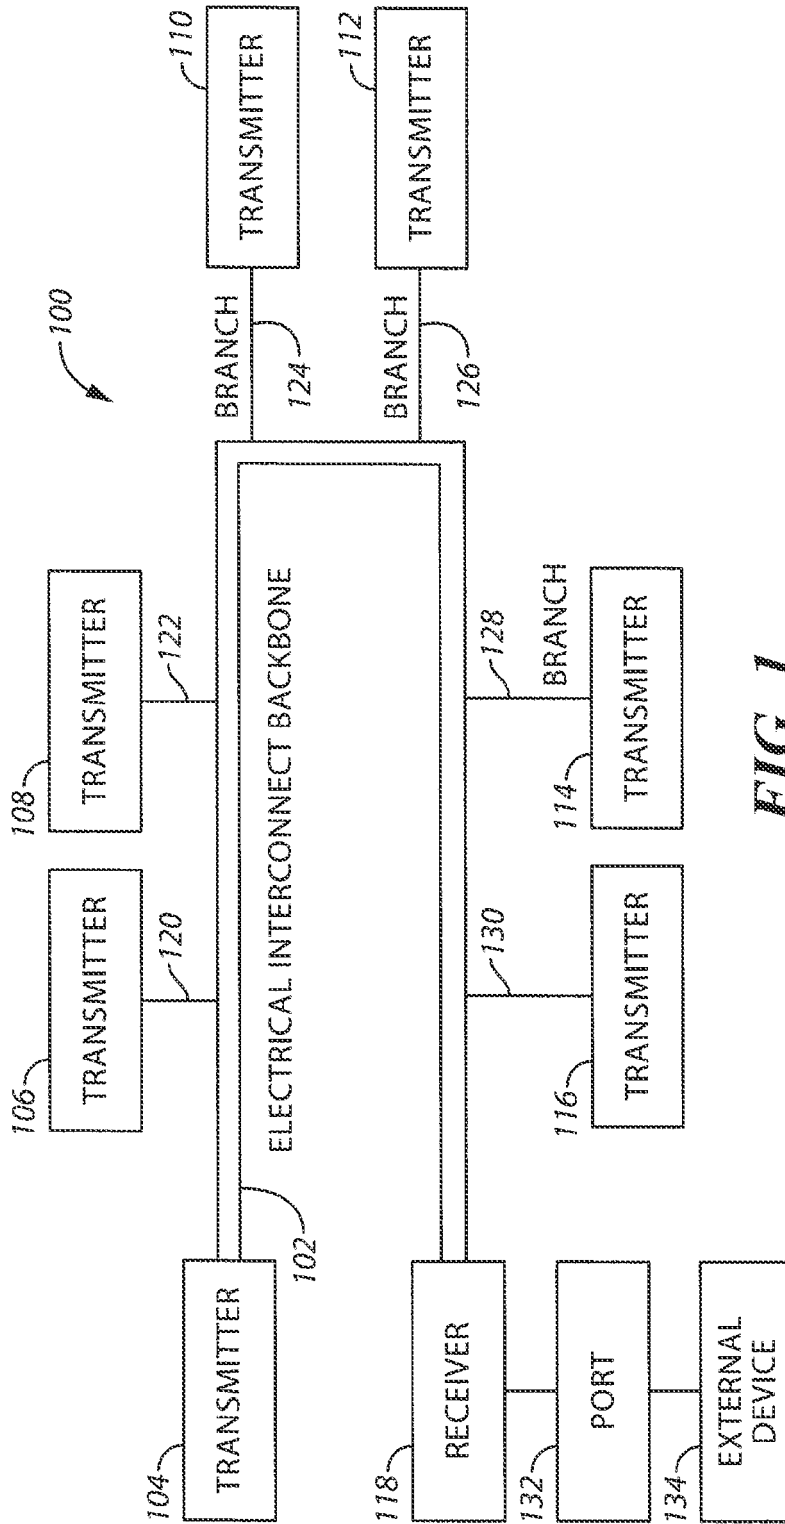 100
110
TRANSMITTER
112
TRANSMITTER
BRANCH
124
BRANCH
126
108
TRANSMITTER
122
106
TRANSMITTER
120
ELECTRICAL INTERCONNECT BACKBONE
102
104
TRANSMITTER
128
BRANCH
114
TRANSMITTER
130
116
TRANSMITTER
118
RECEIVER
132
PORT
134
EXTERNAL
DEVICE
FIG. 1